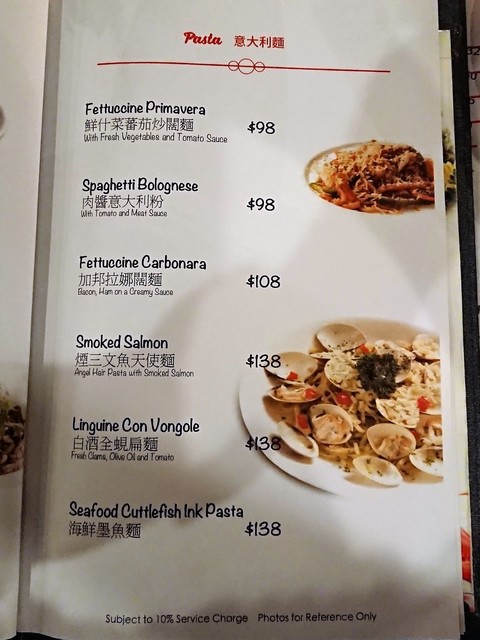 Pasta 意大利麵
Fettuccine Primavera
鮮什菜蕃茄炒闊麵 $98
With Fresh Vegetables and Tomato Sauce
Spaghetti Bolognese
肉醬意大利粉 $98
With Tomato and Meat Sauce
Fettuccine Carbonara
加邦拉娜闊麵 $108
Bacon, Ham on a Creamy Sauce
Smoked Salmon
煙三文魚天使麵 $138
Angel Hair Pasta with Smoked Salmon
Linguine Con Vongole
白酒全蜆扁麵 $138
Fresh Clams, Olive Oil and Tomato
Seafood Cuttlefish Ink Pasta
海鮮墨魚麵 $138
Subject to 10% Service Charge Photos for Reference Only